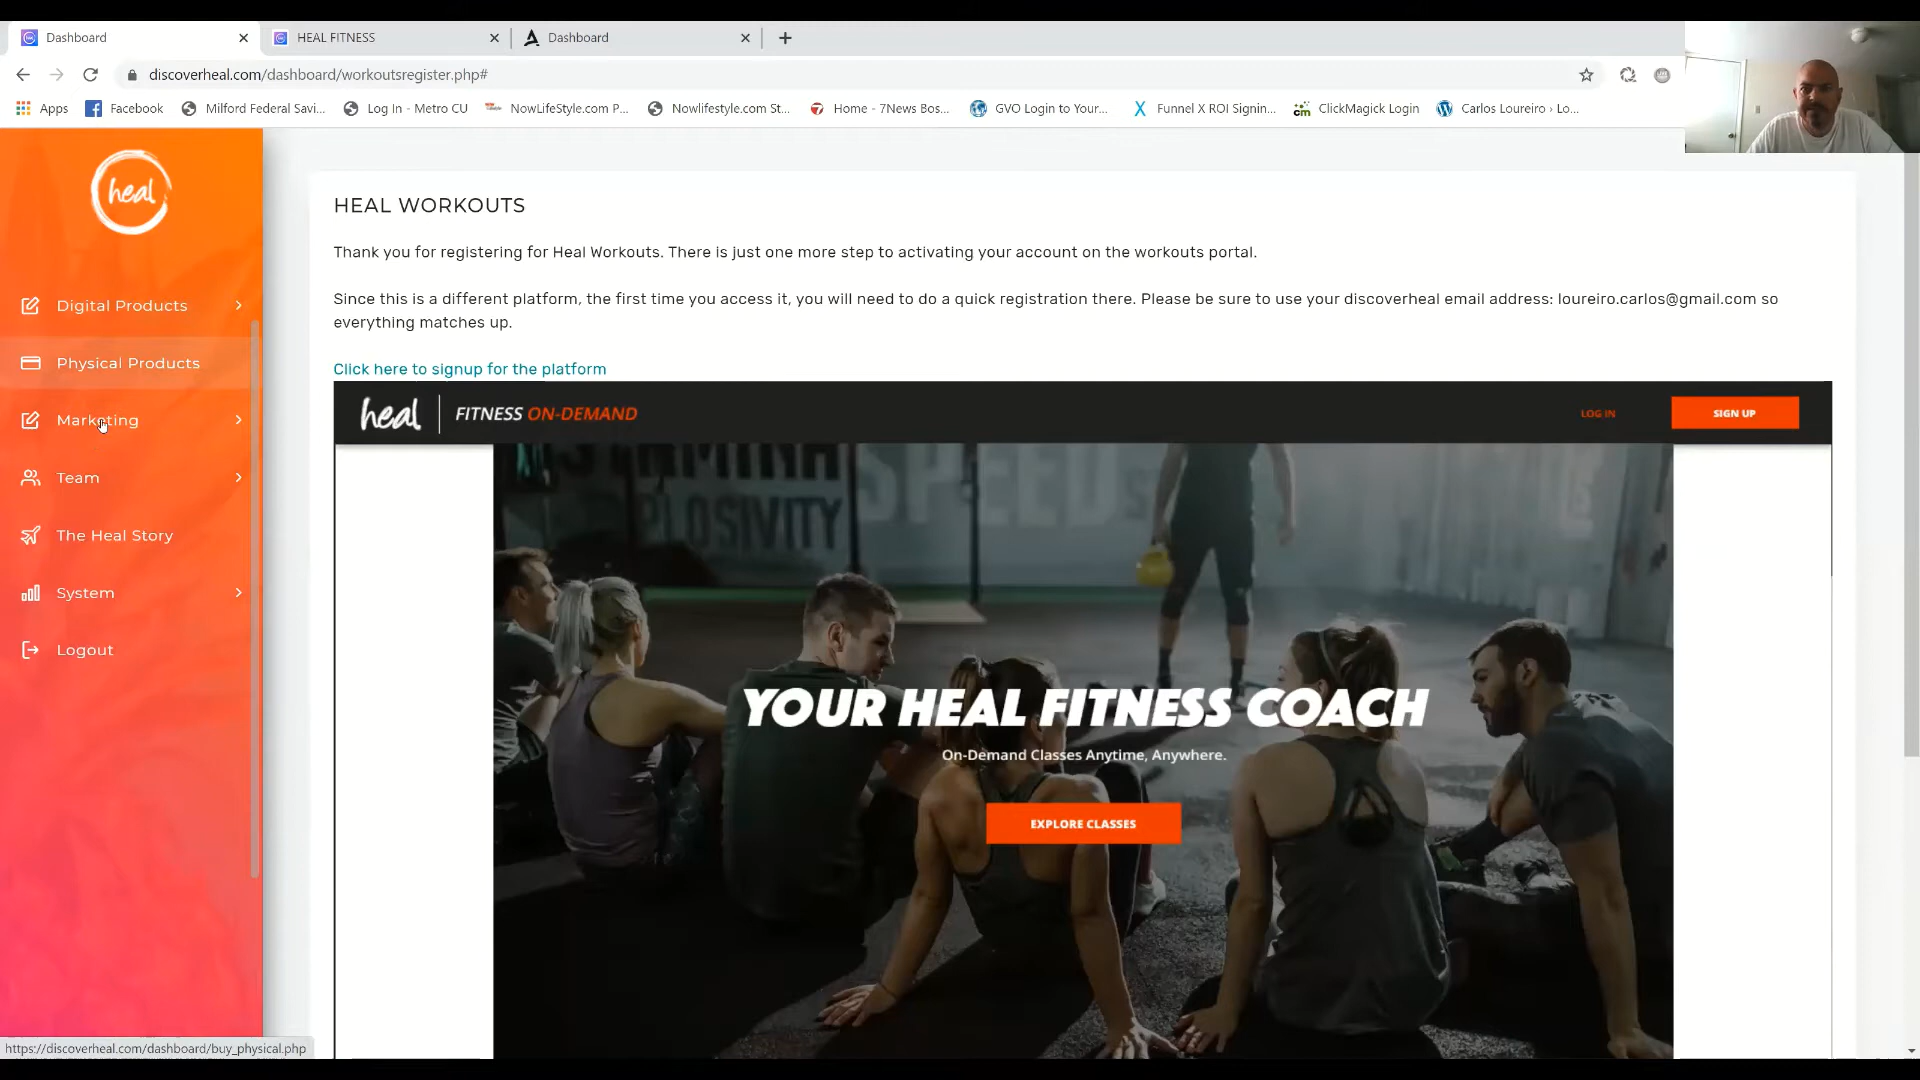 Dashboard
HEAL FITNESS
Dashboard
discoverheal.com/dashboard/workoutsregister.php#
Apps
Facebook
Milford Federal Savi...
Log In - Metro CU
NowLifeStyle.com P...
Nowlifestyle.com St...
Home - 7News Bos...
GVO Login to Your...
Funnel X ROI Signin...
ClickMagick Login
Carlos Loureiro › Lo...
heal
Digital Products
Physical Products
Marketing
Team
The Heal Story
System
Logout
HEAL WORKOUTS
Thank you for registering for Heal Workouts. There is just one more step to activating your account on the workouts portal.
Since this is a different platform, the first time you access it, you will need to do a quick registration there. Please be sure to use your discoverheal email address: loureiro.carlos@gmail.com so
everything matches up.
Click here to signup for the platform
heal FITNESS ON-DEMAND
LOG IN
SIGN UP
SPEED
PLOSIVITY
YOUR HEAL FITNESS COACH
On-Demand Classes Anytime, Anywhere.
EXPLORE CLASSES
https://discoverheal.com/dashboard/buy_physical.php